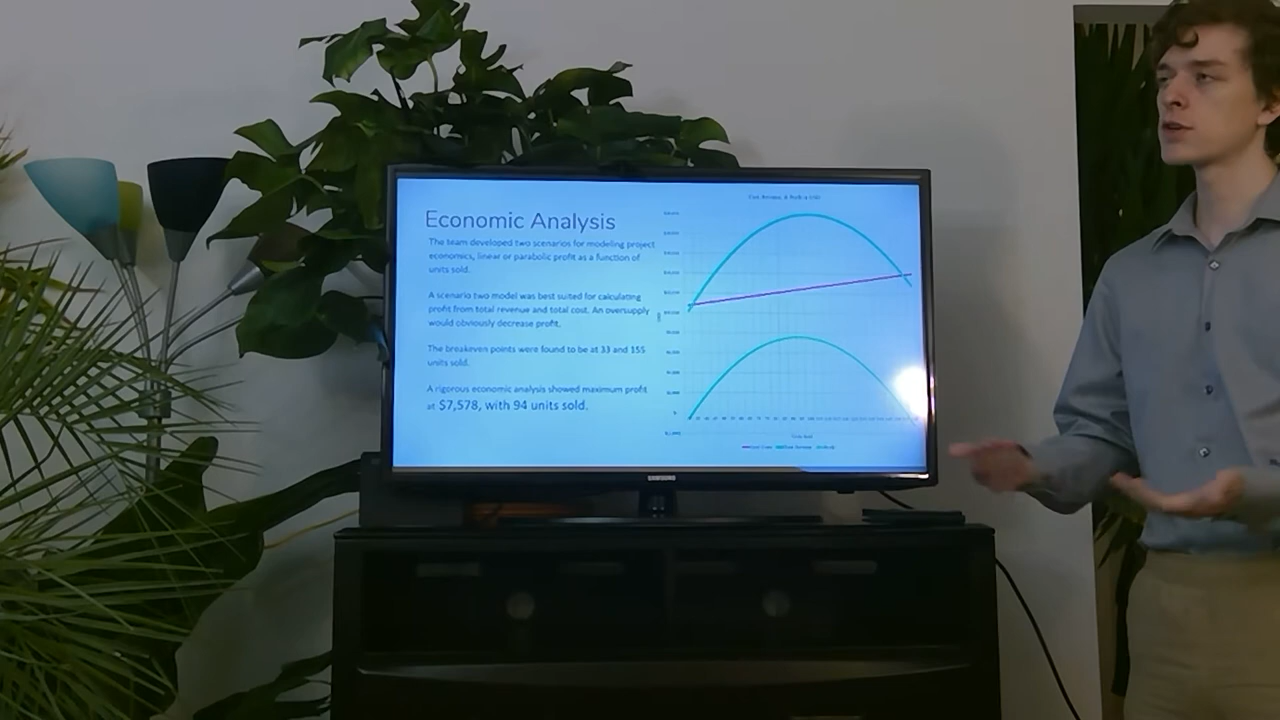 Economic Analysis
The team developed two scenarios for modeling project
economics, linear or parabolic profit as a function of
units sold.
A scenario two model was best suited for calculating
profit from total revenue and total cost. An oversupply
would obviously decrease profit.
The breakeven points were found to be at 33 and 155
units sold.
A rigorous economic analysis showed maximum profit
at $7,578, with 94 units sold.
SAMSUNG